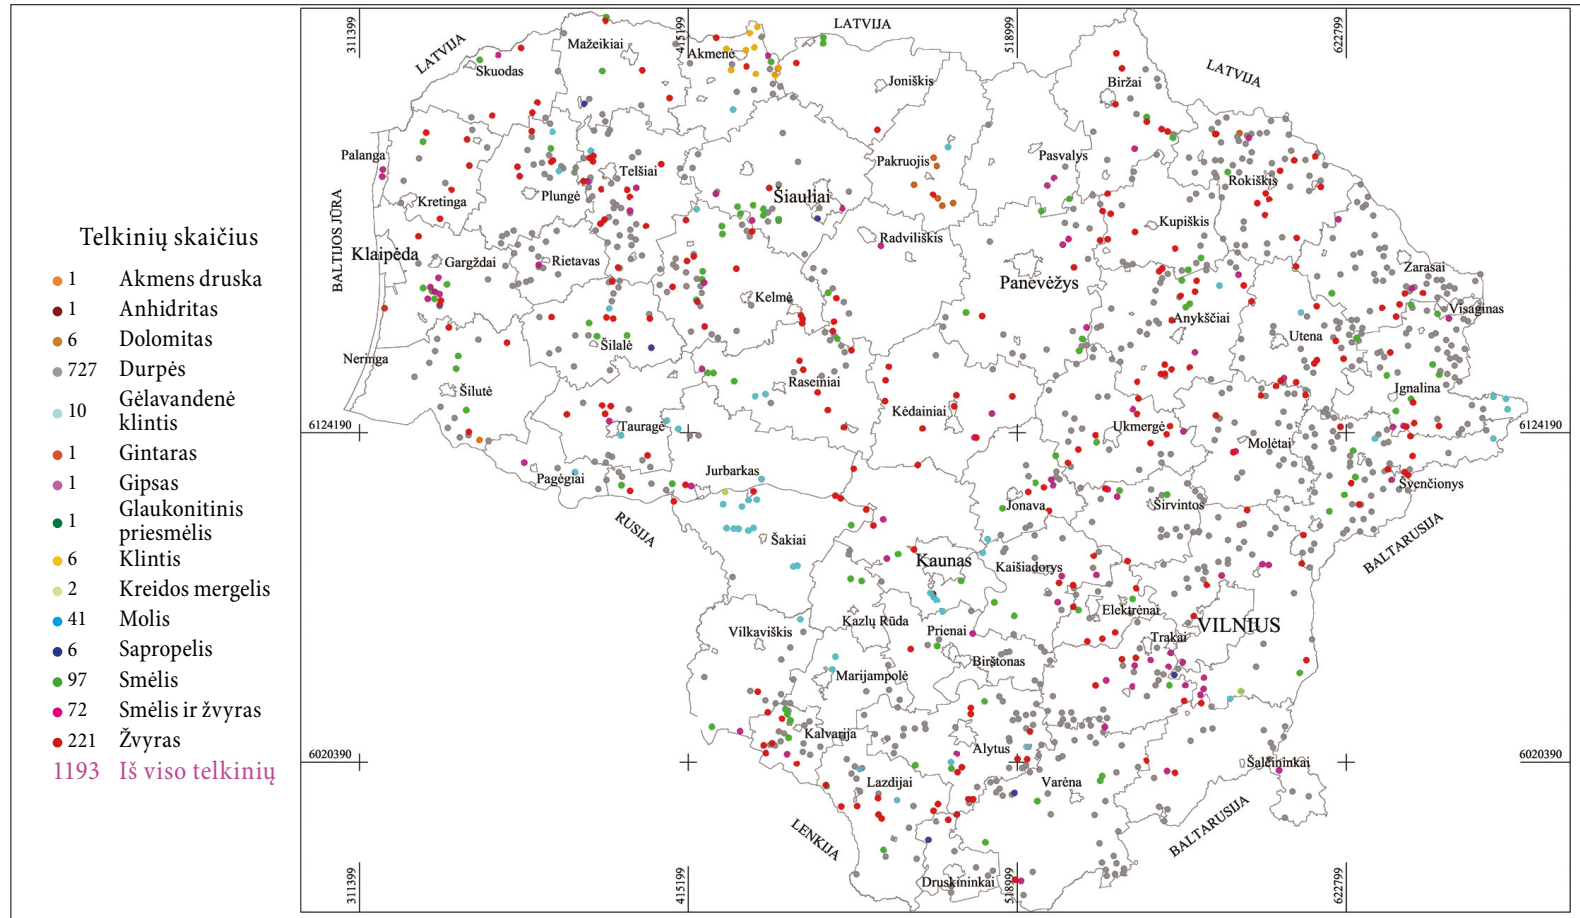 Telkinių skaičius
1 Akmens druska
1 Anhidritas
6 Dolomitas
727 Durpės
10 Gėlavandenė
klintis
1 Gintaras
1 Gipsas
1 Glaukonitinis
priesmėlis
6 Klintis
2 Kreidos mergelis
41 Molis
6 Sapropelis
97 Smėlis
72 Smėlis ir žvyras
221 Žvyras
1193 Iš viso telkinių
311399
415199
518999
622799
LATVIJA
LATVIJA
LATVIJA
Mažeikiai
Akmenė
Skuodas
Joniškis
Biržai
Palanga
Telšiai
Pakruojis
Pasvalys
Rokiškis
Plungė
Šiauliai
Kretinga
Kupiškis
BALTIJOS JŪRA
Klaipėda
Gargždai
Rietavas
Radviliškis
Panevėžys
Zarasai
Kelmė
Visaginas
Anykščiai
Utena
Neringa
Šilalė
Šilutė
Raseiniai
Ignalina
Kėdainiai
6124190
6124190
Tauragė
Ukmergė
Molėtai
Pagėgiai
Jurbarkas
Švenčionys
Jonava
Širvintos
RUSIJA
Šakiai
BALTARUSIJA
Kaunas
Kaišiadorys
Elektrėnai
Kazlų Rūda
Prienai
VILNIUS
Vilkaviškis
Trakai
Birštonas
Marijampolė
Kalvarija
Alytus
6020390
6020390
Šalčininkai
Lazdijai
Varėna
LENKIJA
BALTARUSIJA
Druskininkai
311399
415199
518999
622799